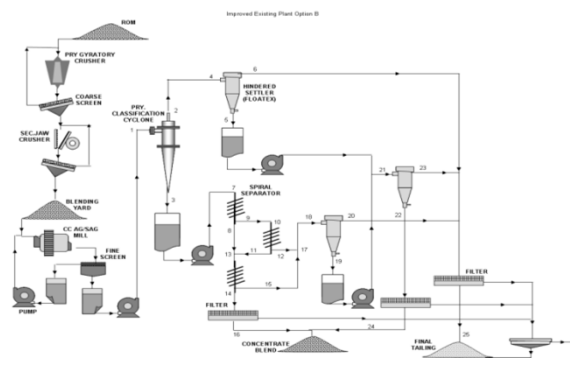 Improved Existing Plant Option B
ROM
PRY GYRATORY
CRUSHER
COARSE
SCREEN
SEC.JAW
CRUSHER
BLENDING
YARD
CC AG/SAG
MILL
FINE
SCREEN
PUMP
PRY.
CLASSIFICATION
CYCLONE
1
2
3
4
5
6
HINDERED
SETTLER
(FLOATEX)
SPIRAL
SEPARATOR
7
8
9
10
11
12
13
14
16
17
18
19
20
21
22
23
FILTER
15
24
CONCENTRATE
BLEND
FILTER
25
FINAL
TAILING